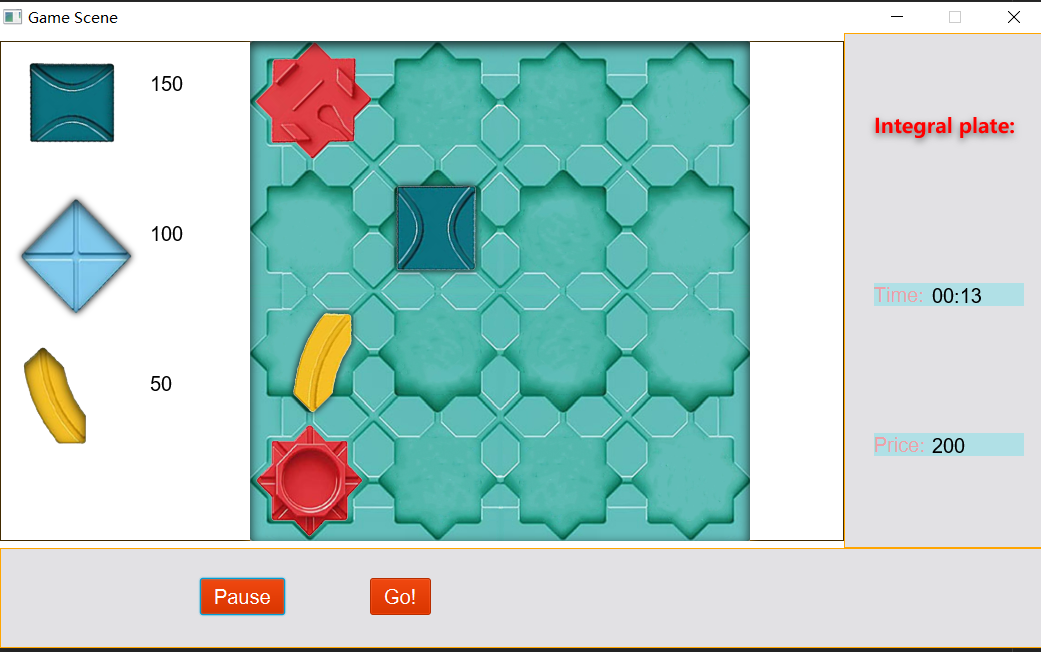 Game Scene
150
100
50
Integral plate:
Time: 00:13
Price: 200
Pause
Go!